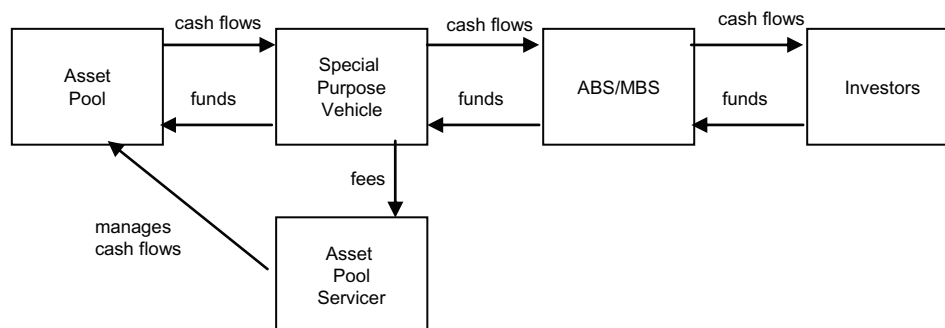 cash flows
cash flows
cash flows
Asset
Pool
Special
Purpose
Vehicle
ABS/MBS
Investors
funds
funds
funds
fees
manages
cash flows
Asset
Pool
Servicer